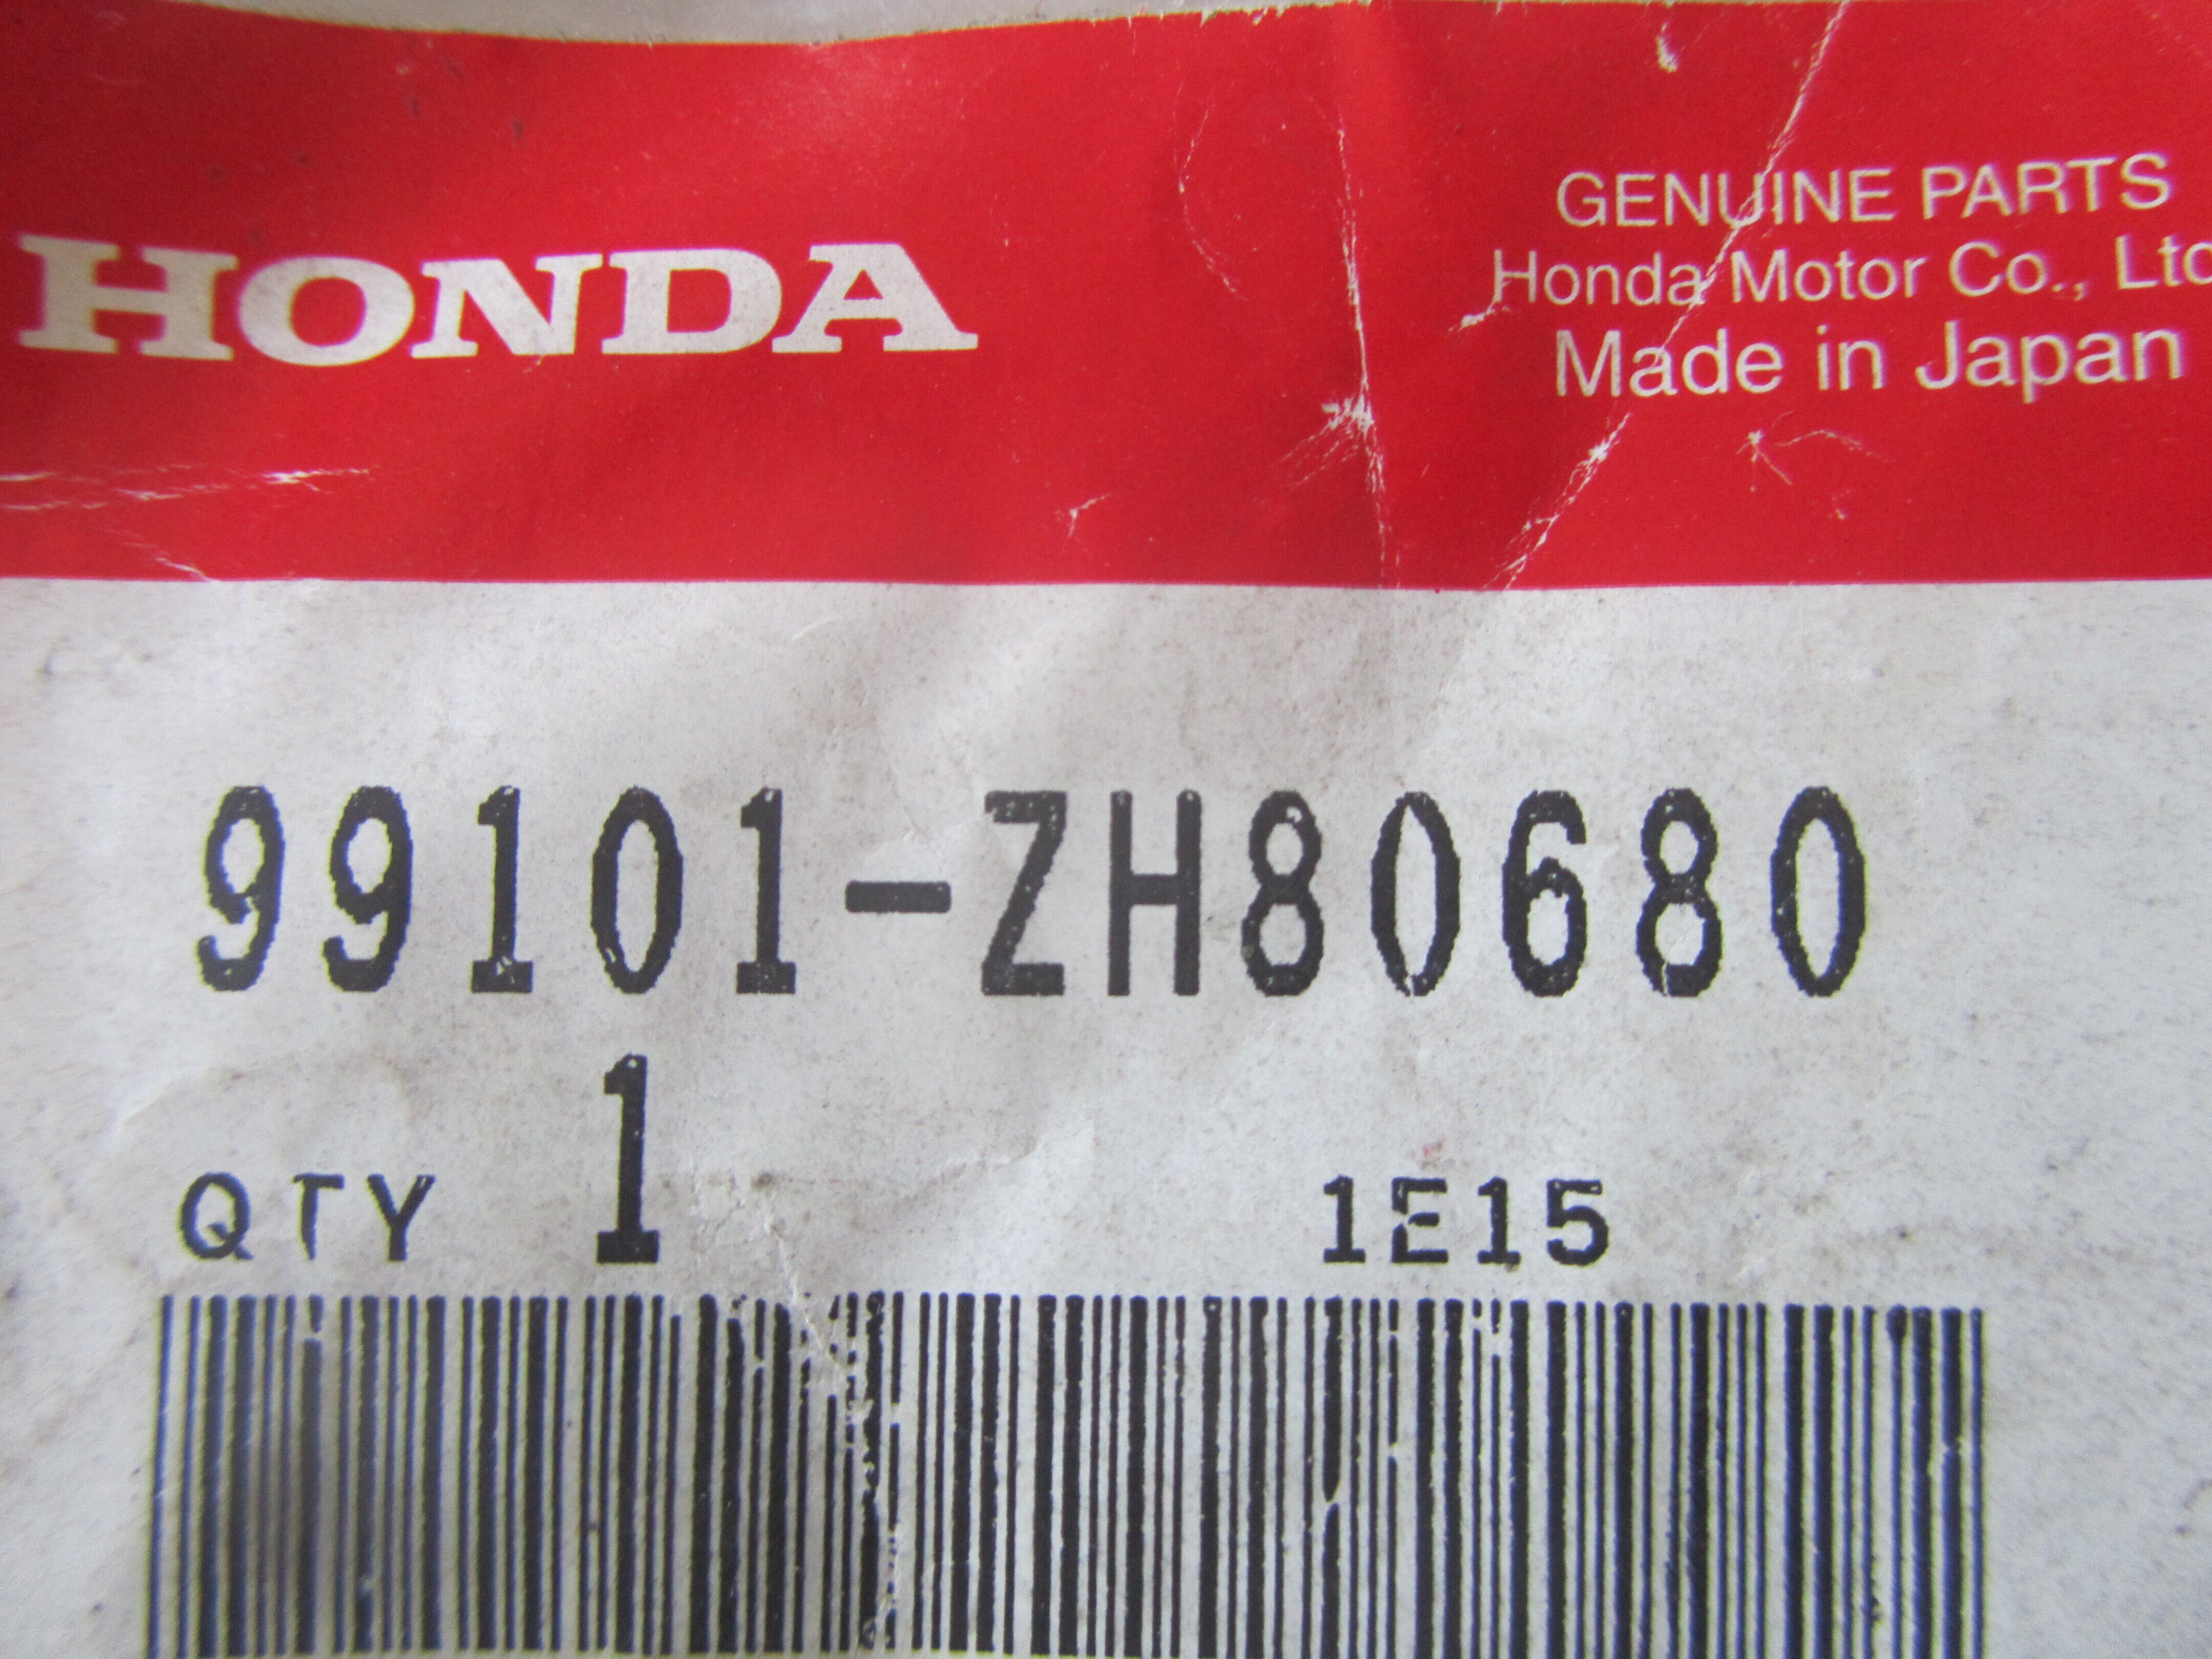 HONDA
GENUINE PARTS
Honda Motor Co., Ltd
Made in Japan
99101-ZH80680
QTY 1 1E15